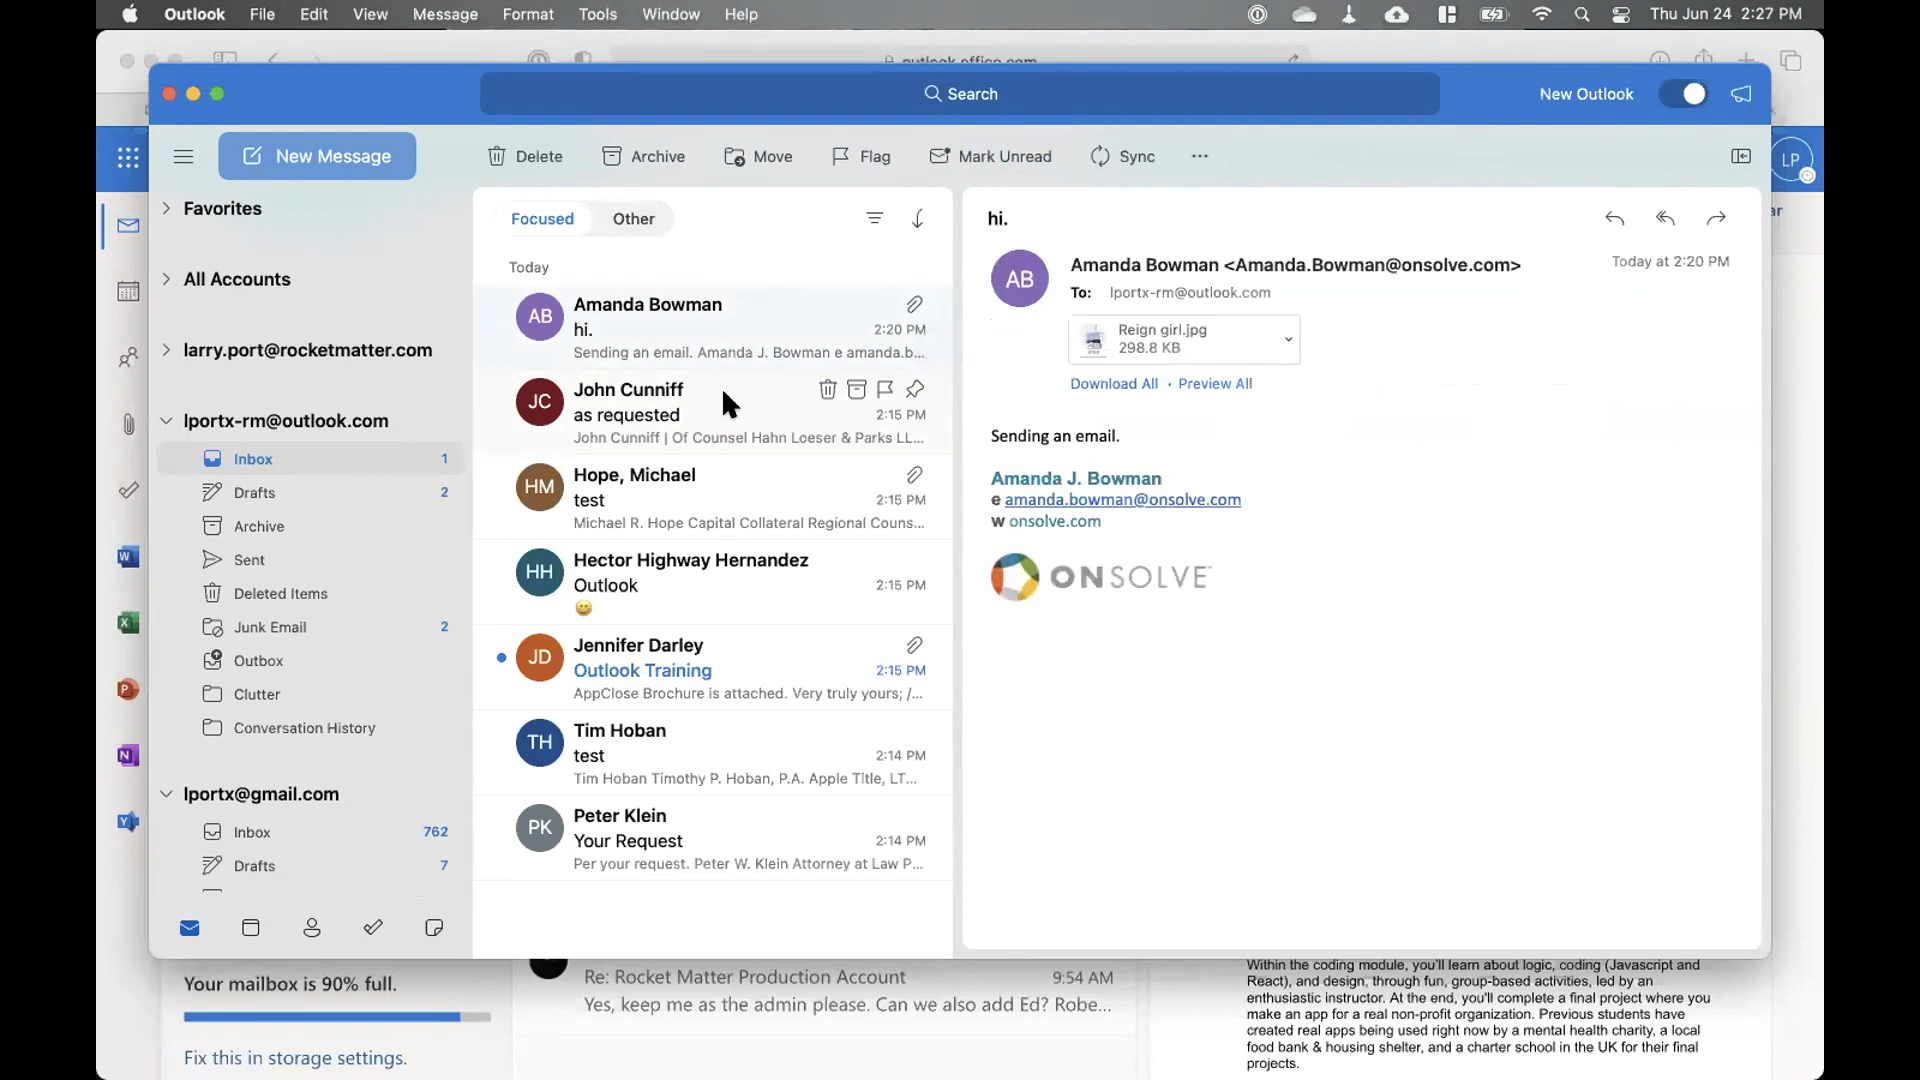 Outlook File Edit View Message Format Tools Window Help
Thu Jun 24 2:27 PM
Search
New Outlook
New Message
Delete
Archive
Move
Flag
Mark Unread
Sync
LP
Favorites
All Accounts
larry.port@rocketmatter.com
lportx-rm@outlook.com
Inbox 1
Drafts 2
Archive
Sent
Deleted Items
Junk Email 2
Outbox
Clutter
Conversation History
lportx@gmail.com
Inbox 762
Drafts 7
Focused Other
Today
AB
Amanda Bowman
hi. 2:20 PM
Sending an email. Amanda J. Bowman e amanda.b...
JC
John Cunniff
as requested 2:15 PM
John Cunniff | Of Counsel Hahn Loeser & Parks LL...
HM
Hope, Michael
test 2:15 PM
Michael R. Hope Capital Collateral Regional Couns...
HH
Hector Highway Hernandez
Outlook 2:15 PM
😀
JD
Jennifer Darley
Outlook Training 2:15 PM
AppClose Brochure is attached. Very truly yours; /...
TH
Tim Hoban
test 2:14 PM
Tim Hoban Timothy P. Hoban, P.A. Apple Title, LT...
PK
Peter Klein
Your Request 2:14 PM
Per your request. Peter W. Klein Attorney at Law P...
hi.
AB
Amanda Bowman <Amanda.Bowman@onsolve.com>
Today at 2:20 PM
To: lportx-rm@outlook.com
Reign girl.jpg
298.8 KB
Download All • Preview All
Sending an email.
Amanda J. Bowman
e amanda.bowman@onsolve.com
w onsolve.com
ONSOLVE
Your mailbox is 90% full.
Fix this in storage settings.
Re: Rocket Matter Production Account 9:54 AM
Yes, keep me as the admin please. Can we also add Ed? Robe...
Within the coding module, you'll learn about logic, coding (Javascript and
React), and design, through fun, group-based activities, led by an
enthusiastic instructor. At the end, you'll complete a final project where you
make an app for a real non-profit organization. Previous students have
created real apps being used right now by a mental health charity, a local
food bank & housing shelter, and a charter school in the UK for their final
projects.